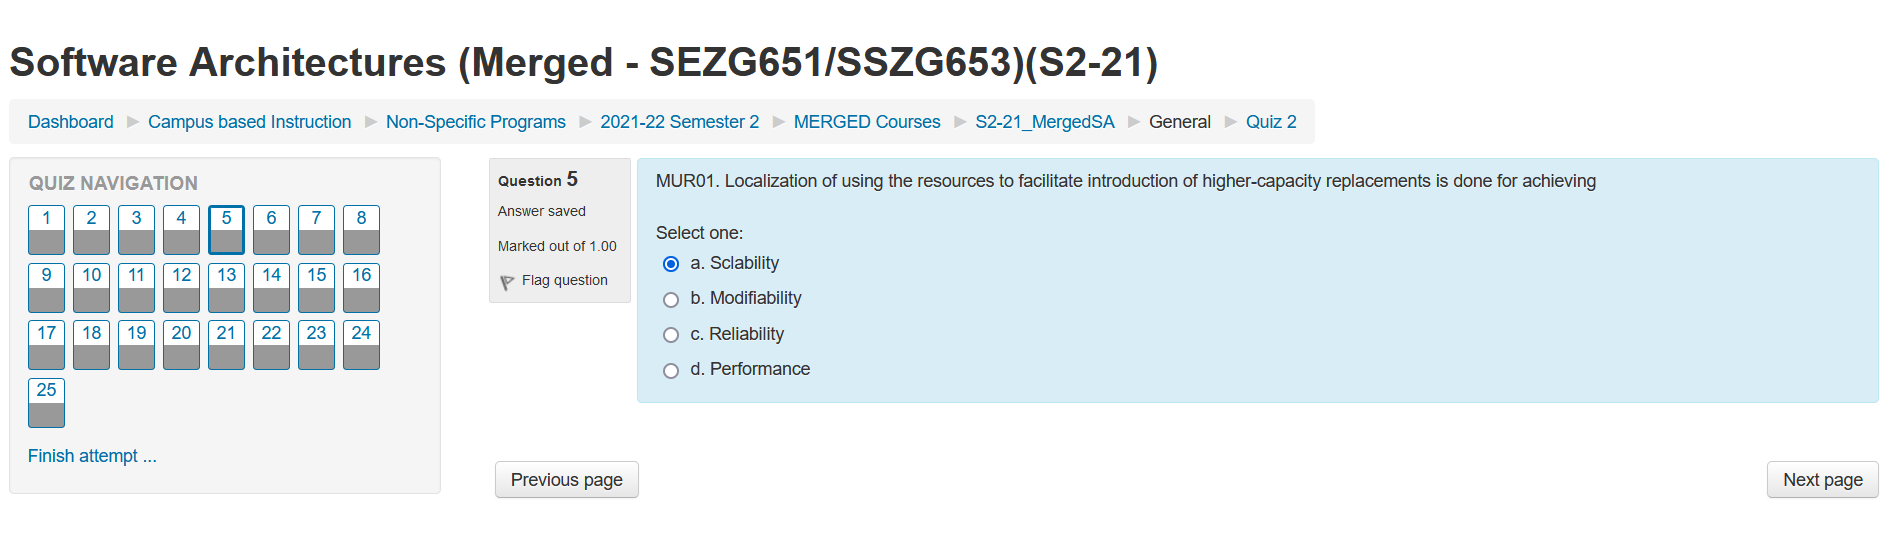 Software Architectures (Merged - SEZG651/SSZG653)(S2-21)
Dashboard Campus based Instruction Non-Specific Programs 2021-22 Semester 2 MERGED Courses S2-21_MergedSA General Quiz 2
QUIZ NAVIGATION
1 2 3 4 5 6 7 8
9 10 11 12 13 14 15 16
17 18 19 20 21 22 23 24
25
Finish attempt ...
Question 5
Answer saved
Marked out of 1.00
Flag question
MUR01. Localization of using the resources to facilitate introduction of higher-capacity replacements is done for achieving
Select one:
a. Sclability
b. Modifiability
c. Reliability
d. Performance
Previous page
Next page